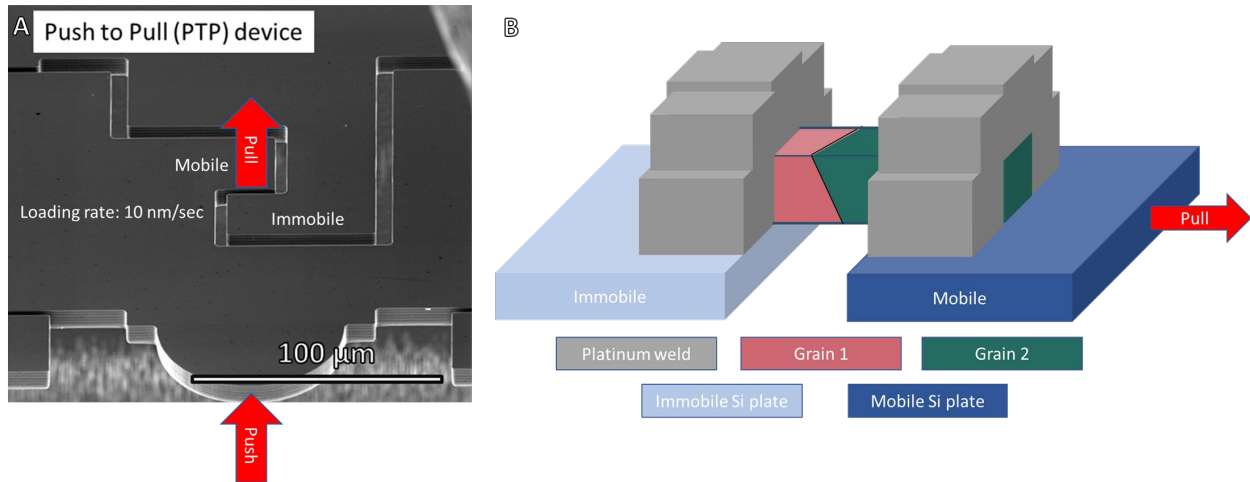 A
Push to Pull (PTP) device
Pull
Mobile
Loading rate: 10 nm/sec
Immobile
100 µm
Push
B
Pull
Immobile
Mobile
Platinum weld
Grain 1
Grain 2
Immobile Si plate
Mobile Si plate